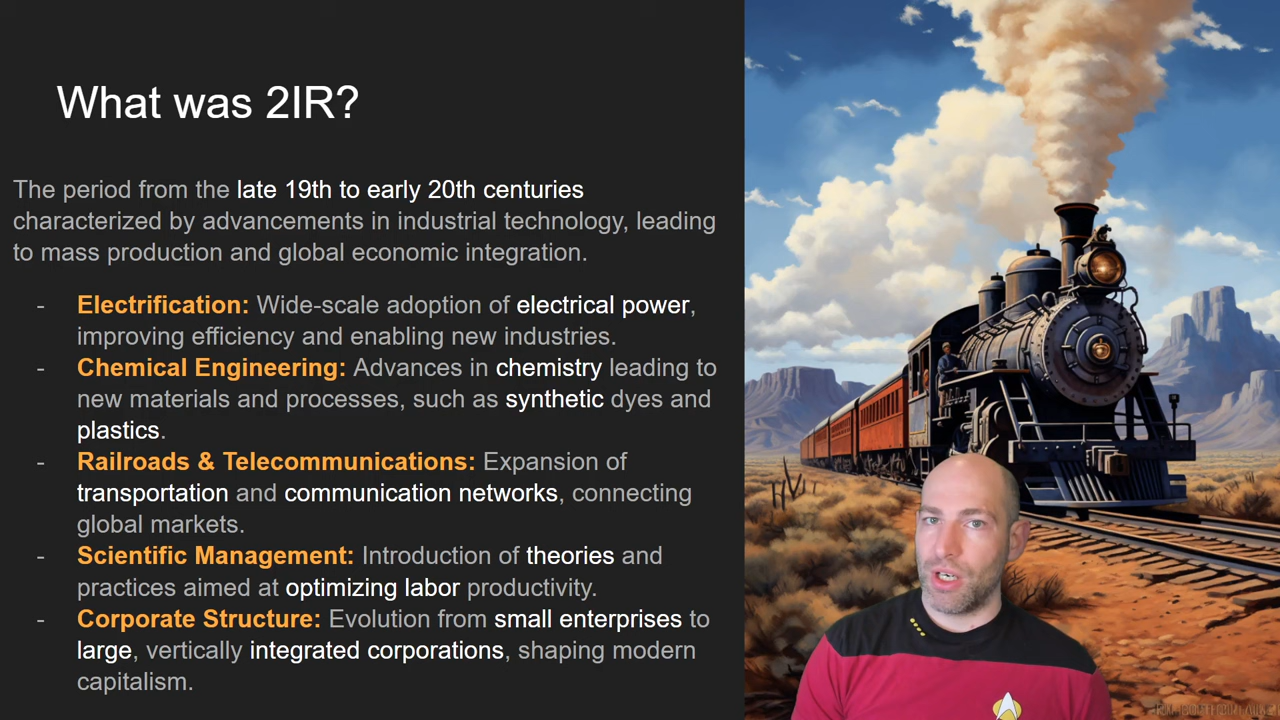 What was 2IR?
The period from the late 19th to early 20th centuries
characterized by advancements in industrial technology, leading
to mass production and global economic integration.
- Electrification: Wide-scale adoption of electrical power,
improving efficiency and enabling new industries.
- Chemical Engineering: Advances in chemistry leading to
new materials and processes, such as synthetic dyes and
plastics.
- Railroads & Telecommunications: Expansion of
transportation and communication networks, connecting
global markets.
- Scientific Management: Introduction of theories and
practices aimed at optimizing labor productivity.
- Corporate Structure: Evolution from small enterprises to
large, vertically integrated corporations, shaping modern
capitalism.